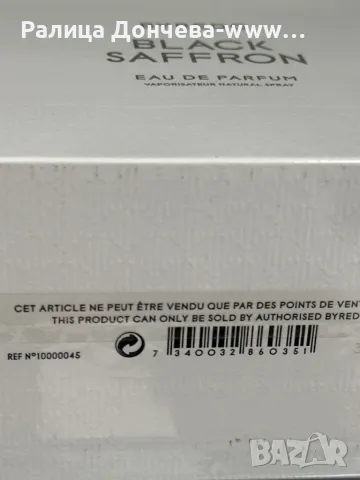 Ралица Дончева-www...
BLACK
SAFFRON
EAU DE PARFUM
VAPORISATEUR NATURAL SPRAY
CET ARTICLE NE PEUT ÊTRE VENDU QUE PAR DES POINTS DE VENT
THIS PRODUCT CAN ONLY BE SOLD BY AUTHORISED BYRED
REF N°10000045
7 340032 860351
BAZAR